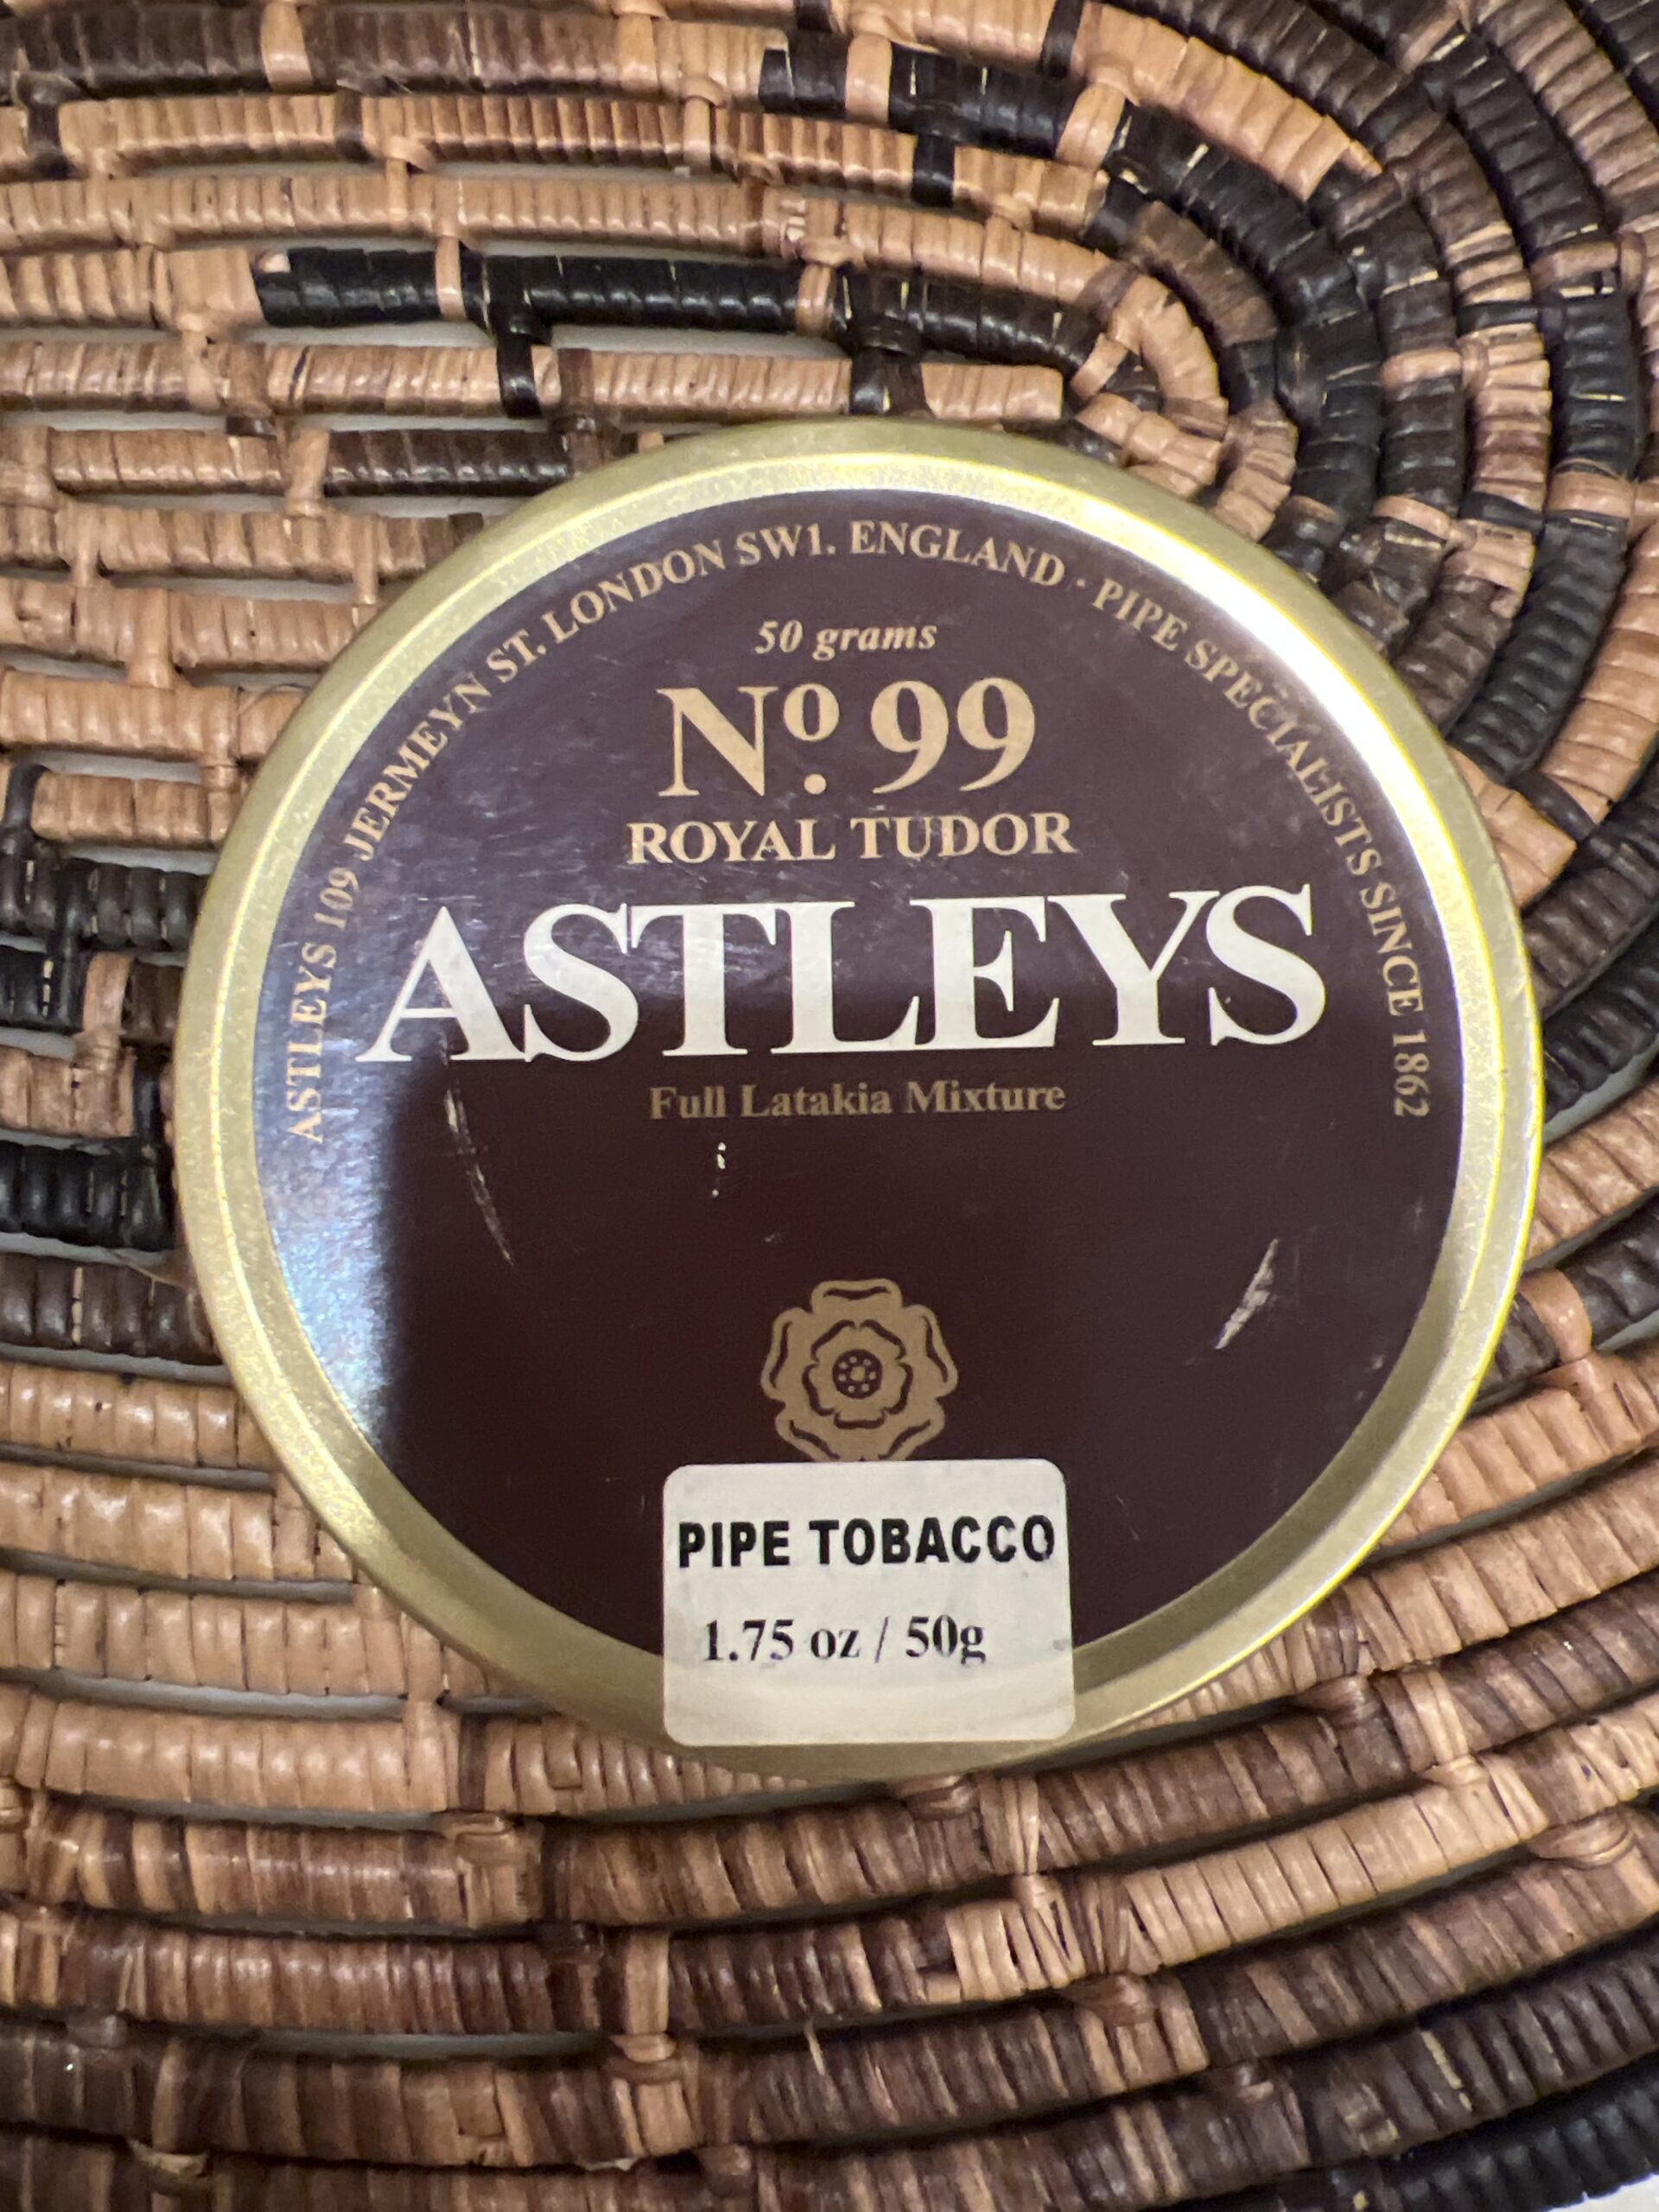 ASTLEYS 109 JERMEYN ST. LONDON SW1. ENGLAND · PIPE SPECIALISTS SINCE 1862
50 grams
Nº. 99
ROYAL TUDOR
ASTLEYS
Full Latakia Mixture
PIPE TOBACCO
1.75 oz / 50g